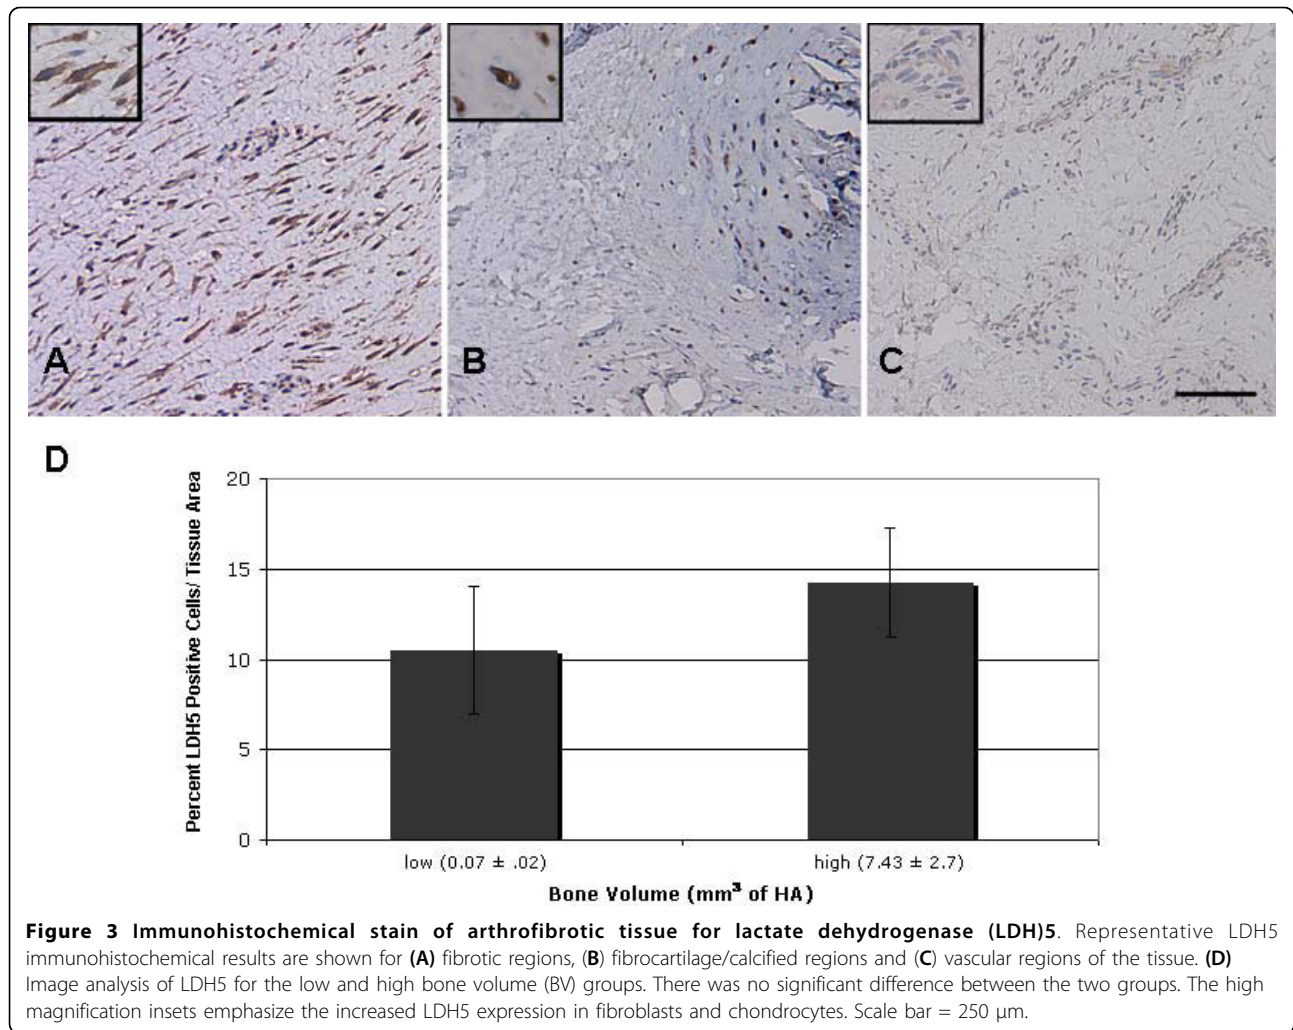 A
B
C
D
Percent LDH5 Positive Cells/ Tissue Area
20
15
10
5
0
low (0.07 ± .02)
high (7.43 ± 2.7)
Bone Volume (mm³ of HA)
Figure 3 Immunohistochemical stain of arthrofibrotic tissue for lactate dehydrogenase (LDH)5. Representative LDH5
immunohistochemical results are shown for (A) fibrotic regions, (B) fibrocartilage/calcified regions and (C) vascular regions of the tissue. (D)
Image analysis of LDH5 for the low and high bone volume (BV) groups. There was no significant difference between the two groups. The high
magnification insets emphasize the increased LDH5 expression in fibroblasts and chondrocytes. Scale bar = 250 μm.